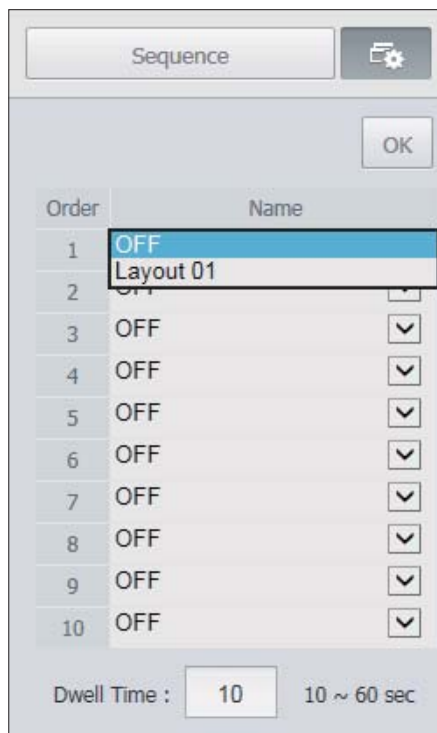 Sequence
OK
Order Name
1 OFF
Layout 01
2
3 OFF
4 OFF
5 OFF
6 OFF
7 OFF
8 OFF
9 OFF
10 OFF
Dwell Time : 10 10 ~ 60 sec